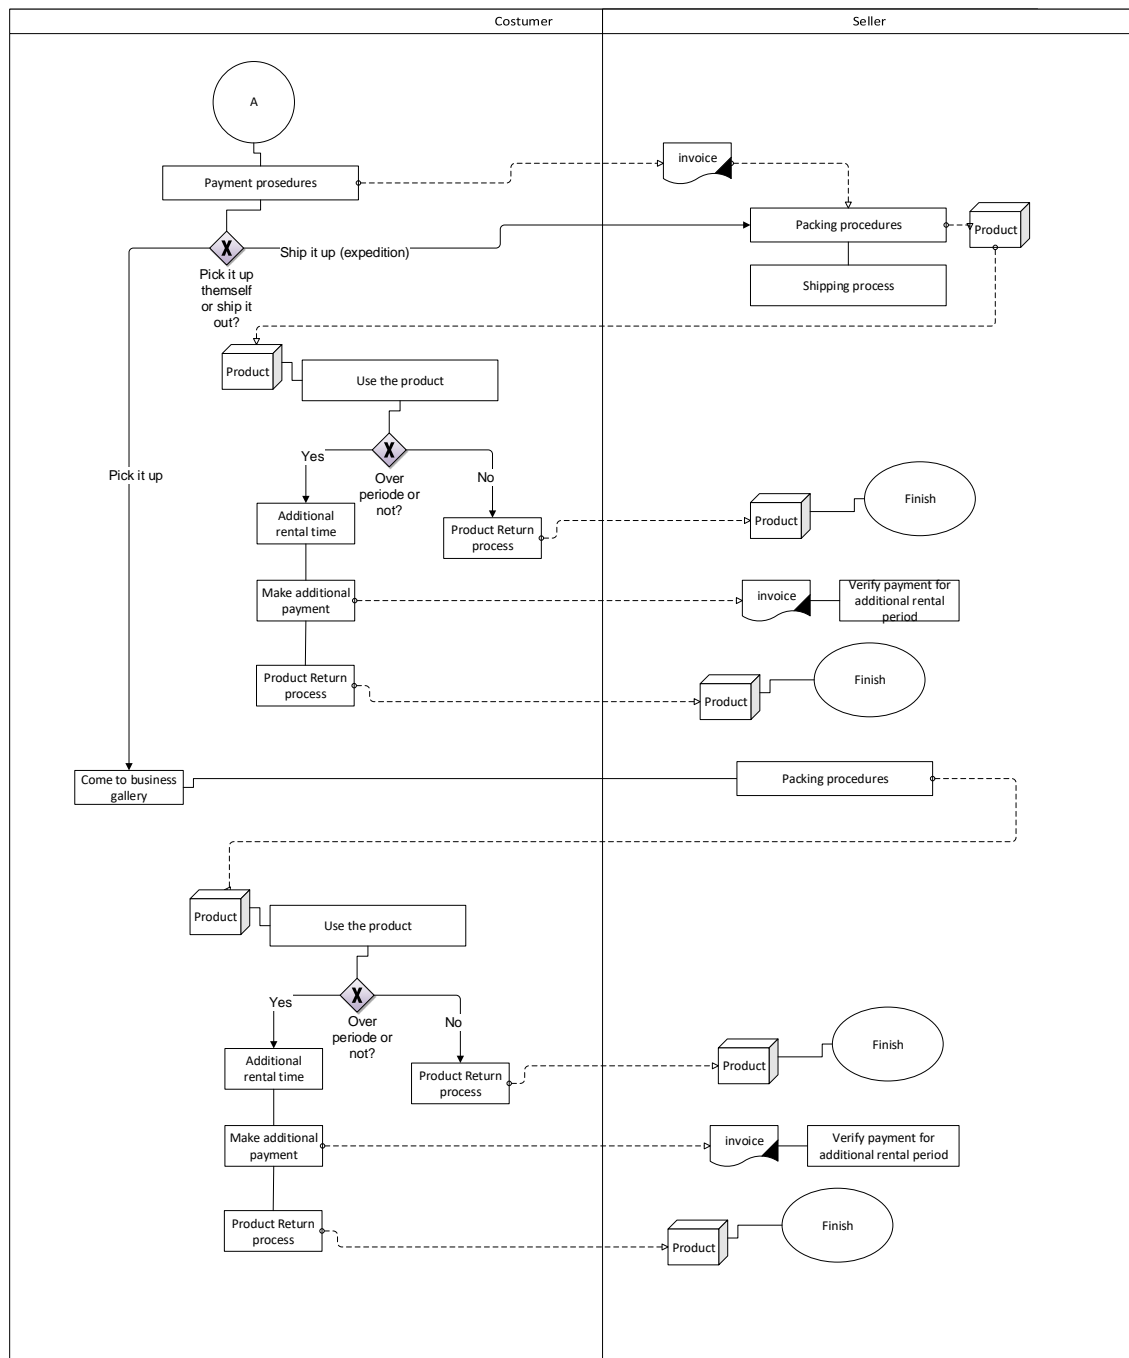 Costumer
Seller
A
invoice
Payment prosedures
Packing procedures
Product
Ship it up (expedition)
Pick it up
themself
or ship it
out?
Shipping process
Product
Use the product
Yes
Over
periode or
not?
No
Pick it up
Additional
rental time
Product Return
process
Product
Finish
Make additional
payment
invoice
Verify payment for
additional rental
period
Product Return
process
Product
Finish
Come to business
gallery
Packing procedures
Product
Use the product
Yes
Over
periode or
not?
No
Additional
rental time
Product Return
process
Product
Finish
Make additional
payment
invoice
Verify payment for
additional rental period
Product Return
process
Product
Finish